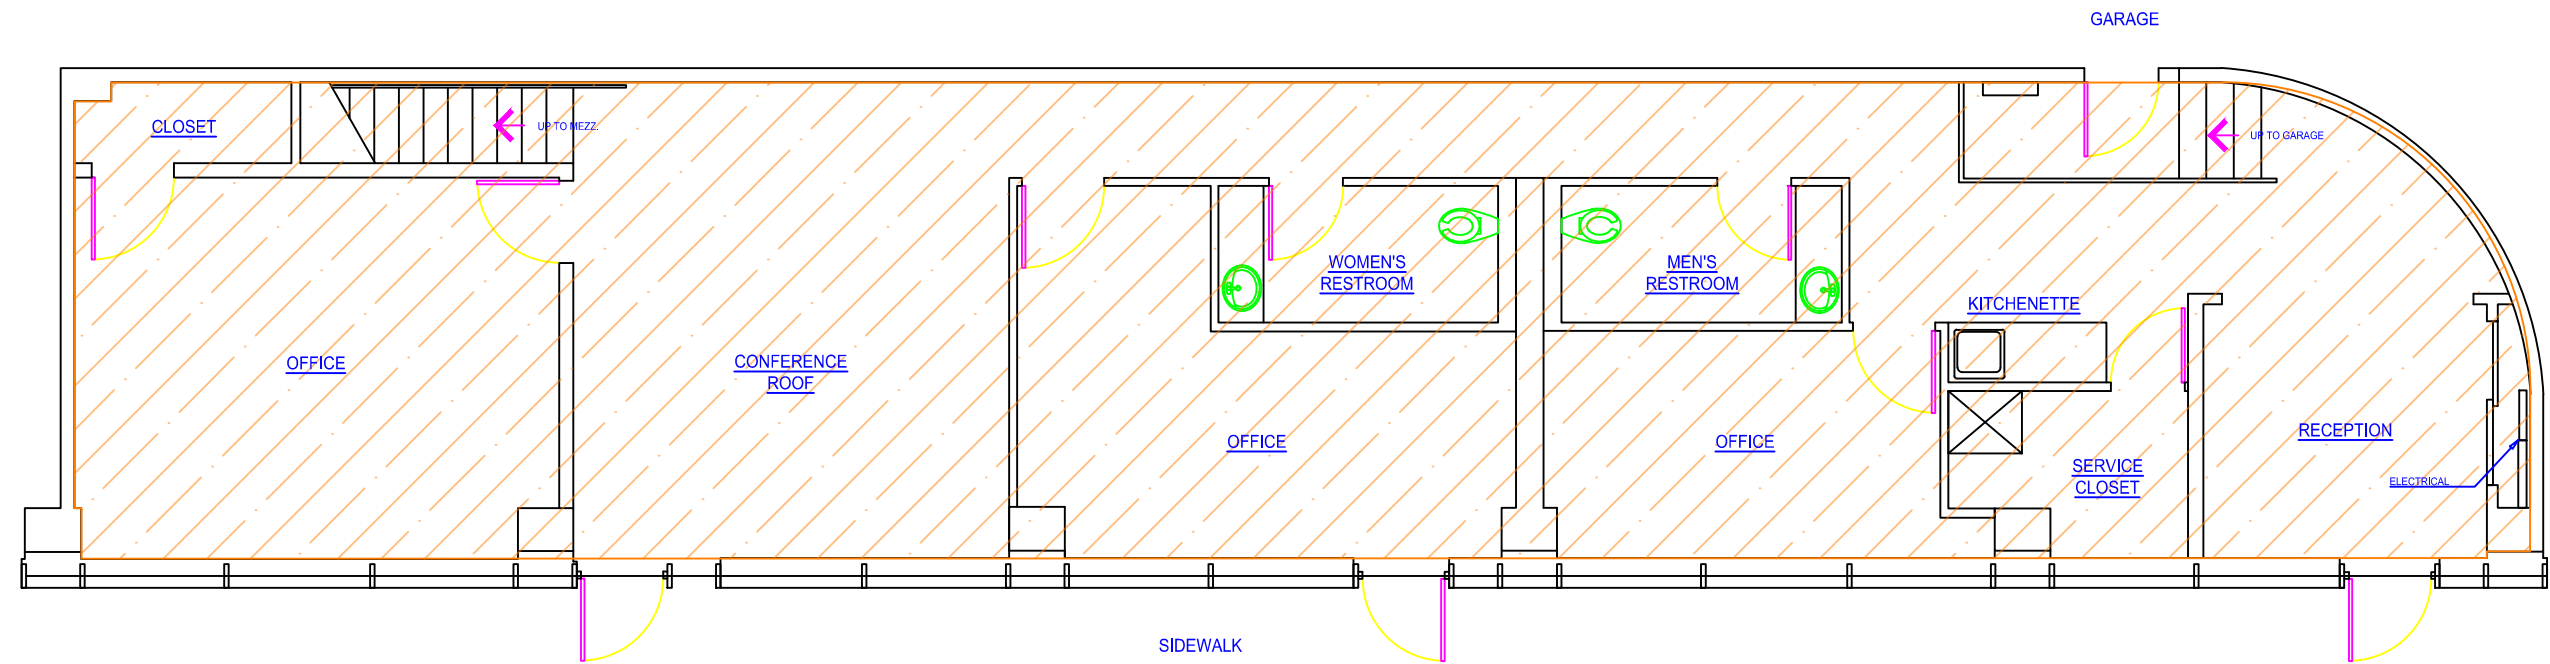 GARAGE
CLOSET
UP TO MEZZ.
UP TO GARAGE
WOMEN'S
RESTROOM
MEN'S
RESTROOM
KITCHENETTE
OFFICE
CONFERENCE
ROOF
OFFICE
OFFICE
RECEPTION
SERVICE
CLOSET
ELECTRICAL
SIDEWALK